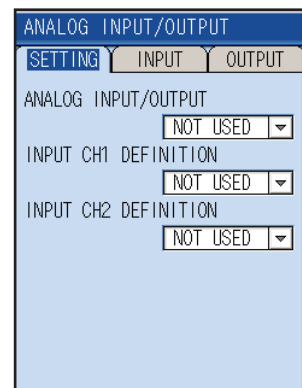 ANALOG INPUT/OUTPUT
SETTING INPUT OUTPUT
ANALOG INPUT/OUTPUT
NOT USED
INPUT CH1 DEFINITION
NOT USED
INPUT CH2 DEFINITION
NOT USED